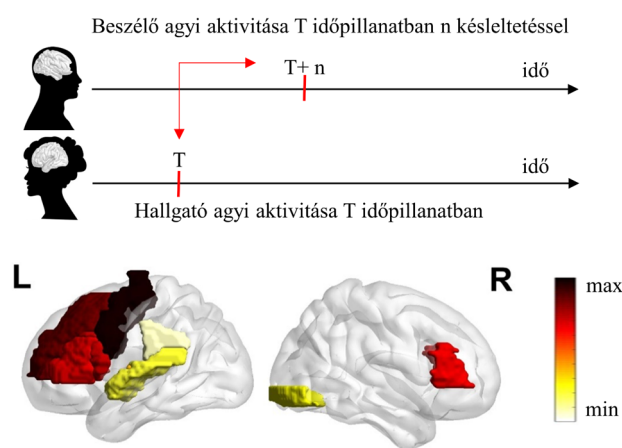 Beszélő agyi aktivitása T időpillanatban n késleltetéssel
T+ n
idő
T
idő
Hallgató agyi aktivitása T időpillanatban
L
R
max
min